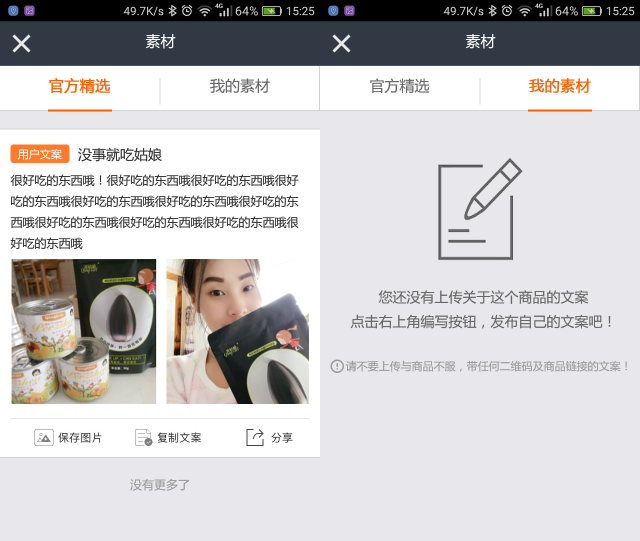 49.7K/s 4G 64% 15:25
素材
官方精选 我的素材
用户文案 没事就吃姑娘
很好吃的东西哦！很好吃的东西哦很好吃的东西哦很好
吃的东西哦很好吃的东西哦很好吃的东西哦很好吃的东
西哦很好吃的东西哦很好吃的东西哦很好吃的东西哦很
好吃的东西哦
保存图片 复制文案 分享
没有更多了
49.7K/s 4G 64% 15:25
素材
官方精选 我的素材
您还没有上传关于这个商品的文案
点击右上角编写按钮，发布自己的文案吧！
请不要上传与商品不服，带任何二维码及商品链接的文案！